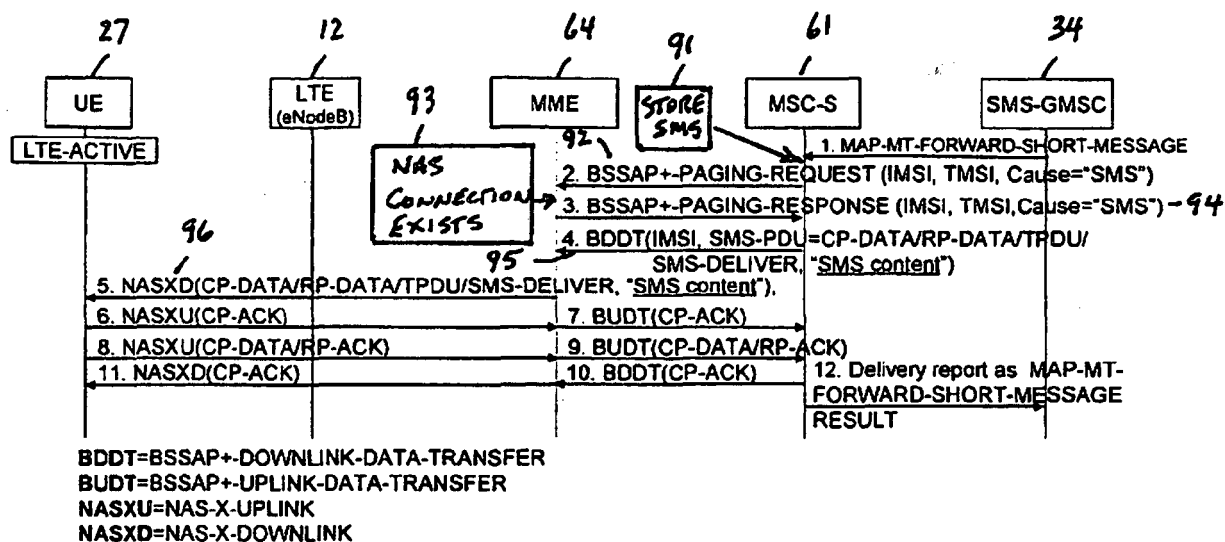 27 12 64 91 61 34
UE
LTE
(eNodeB)
93
MME
STORE
SMS
MSC-S
SMS-GMSC
LTE-ACTIVE
92
1. MAP-MT-FORWARD-SHORT-MESSAGE
NAS
CONNECTION
EXISTS
2. BSSAP+-PAGING-REQUEST (IMSI, TMSI, Cause="SMS")
3. BSSAP+-PAGING-RESPONSE (IMSI, TMSI,Cause="SMS") -94
96
95
4. BDDT(IMSI, SMS-PDU=CP-DATA/RP-DATA/TPDU/
SMS-DELIVER, "SMS content")
5. NASXD(CP-DATA/RP-DATA/TPDU/SMS-DELIVER, "SMS content"),
6. NASXU(CP-ACK) 7. BUDT(CP-ACK)
8. NASXU(CP-DATA/RP-ACK) 9. BUDT(CP-DATA/RP-ACK)
11. NASXD(CP-ACK) 10. BDDT(CP-ACK) 12. Delivery report as MAP-MT-
FORWARD-SHORT-MESSAGE
RESULT
BDDT=BSSAP+-DOWNLINK-DATA-TRANSFER
BUDT=BSSAP+-UPLINK-DATA-TRANSFER
NASXU=NAS-X-UPLINK
NASXD=NAS-X-DOWNLINK